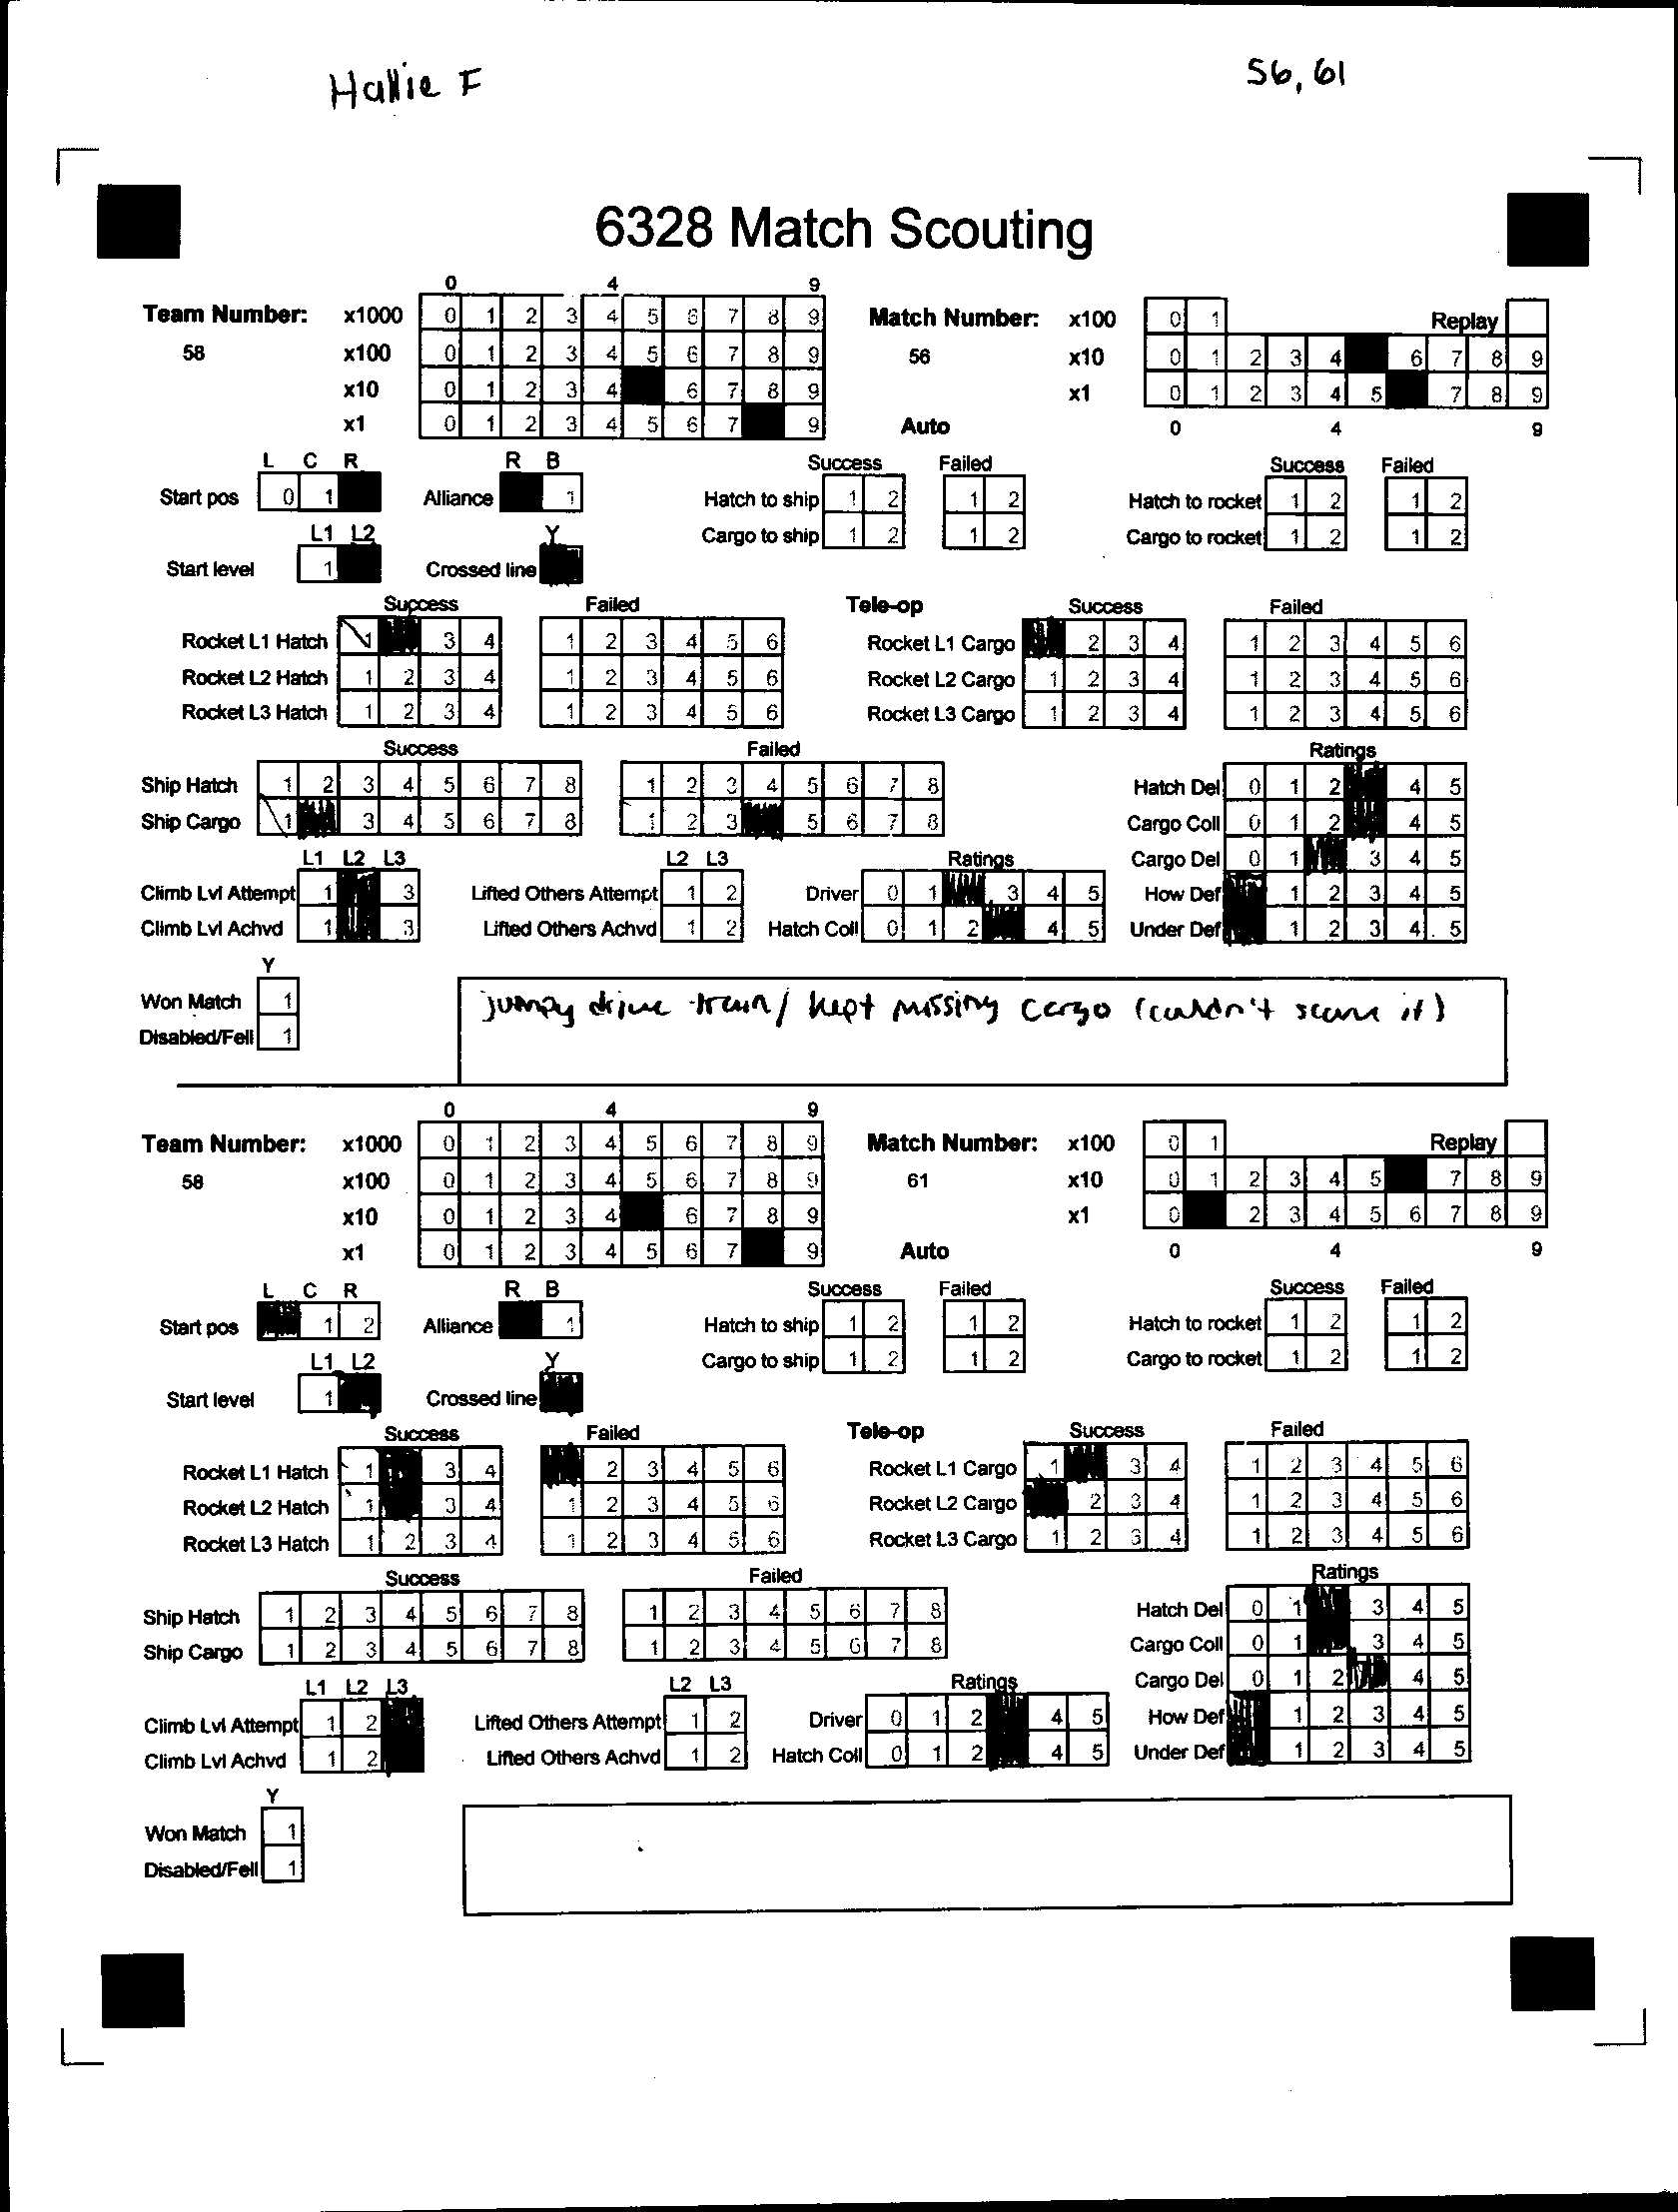 Hallie F 56, 61
6328 Match Scouting
0 4 9
Team Number: x1000 0 1 2 3 4 5 6 7 8 9 Match Number: x100 0 1 Replay
58 x100 0 1 2 3 4 5 6 7 8 9 56 x10 0 1 2 3 4 6 7 8 9
x10 0 1 2 3 4 6 7 8 9 x1 0 1 2 3 4 5 7 8 9
x1 0 1 2 3 4 5 6 7 9 Auto 0 4 9
L C R R B Success Failed Success Failed
Start pos 0 1 Alliance 1 Hatch to ship 1 2 1 2 Hatch to rocket 1 2 1 2
L1 L2 Y Cargo to ship 1 2 1 2 Cargo to rocket 1 2 1 2
Start level 1 Crossed line
Success Failed Tele-op Success Failed
Rocket L1 Hatch 1 3 4 1 2 3 4 5 6 Rocket L1 Cargo 2 3 4 1 2 3 4 5 6
Rocket L2 Hatch 1 2 3 4 1 2 3 4 5 6 Rocket L2 Cargo 1 2 3 4 1 2 3 4 5 6
Rocket L3 Hatch 1 2 3 4 1 2 3 4 5 6 Rocket L3 Cargo 1 2 3 4 1 2 3 4 5 6
Success Failed Ratings
Ship Hatch 1 2 3 4 5 6 7 8 1 2 3 4 5 6 7 8 Hatch Del 0 1 2 4 5
Ship Cargo 1 3 4 5 6 7 8 1 2 3 5 6 7 8 Cargo Coll 0 1 2 4 5
L1 L2 L3 L2 L3 Ratings Cargo Del 0 1 3 4 5
Climb Lvl Attempt 1 3 Lifted Others Attempt 1 2 Driver 0 1 3 4 5 How Def 1 2 3 4 5
Climb Lvl Achvd 1 3 Lifted Others Achvd 1 2 Hatch Coll 0 1 2 4 5 Under Def 1 2 3 4 5
Y
Won Match 1 jumpy drive train / kept missing cargo (couldn't score it)
Disabled/Fell 1
0 4 9
Team Number: x1000 0 1 2 3 4 5 6 7 8 9 Match Number: x100 0 1 Replay
58 x100 0 1 2 3 4 5 6 7 8 9 61 x10 0 1 2 3 4 5 7 8 9
x10 0 1 2 3 4 6 7 8 9 x1 0 2 3 4 5 6 7 8 9
x1 0 1 2 3 4 5 6 7 9 Auto 0 4 9
L C R R B Success Failed Success Failed
Start pos 1 2 Alliance 1 Hatch to ship 1 2 1 2 Hatch to rocket 1 2 1 2
L1 L2 Y Cargo to ship 1 2 1 2 Cargo to rocket 1 2 1 2
Start level 1 Crossed line
Success Failed Tele-op Success Failed
Rocket L1 Hatch 1 3 4 2 3 4 5 6 Rocket L1 Cargo 1 3 4 1 2 3 4 5 6
Rocket L2 Hatch 1 3 4 1 2 3 4 5 6 Rocket L2 Cargo 2 3 4 1 2 3 4 5 6
Rocket L3 Hatch 1 2 3 4 1 2 3 4 5 6 Rocket L3 Cargo 1 2 3 4 1 2 3 4 5 6
Success Failed Ratings
Ship Hatch 1 2 3 4 5 6 7 8 1 2 3 4 5 6 7 8 Hatch Del 0 1 3 4 5
Ship Cargo 1 2 3 4 5 6 7 8 1 2 3 4 5 6 7 8 Cargo Coll 0 1 3 4 5
L1 L2 L3 L2 L3 Ratings Cargo Del 0 1 2 4 5
Climb Lvl Attempt 1 2 Lifted Others Attempt 1 2 Driver 0 1 2 4 5 How Def 1 2 3 4 5
Climb Lvl Achvd 1 2 Lifted Others Achvd 1 2 Hatch Coll 0 1 2 4 5 Under Def 1 2 3 4 5
Y
Won Match 1
Disabled/Fell 1